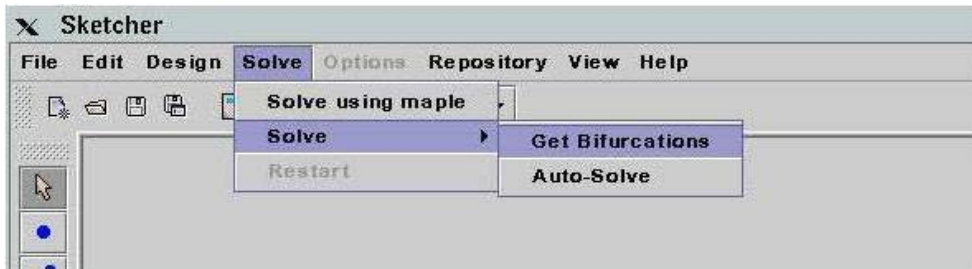 Sketcher
File Edit Design Solve Options Repository View Help
Solve using maple
Solve
Get Bifurcations
Restart
Auto-Solve